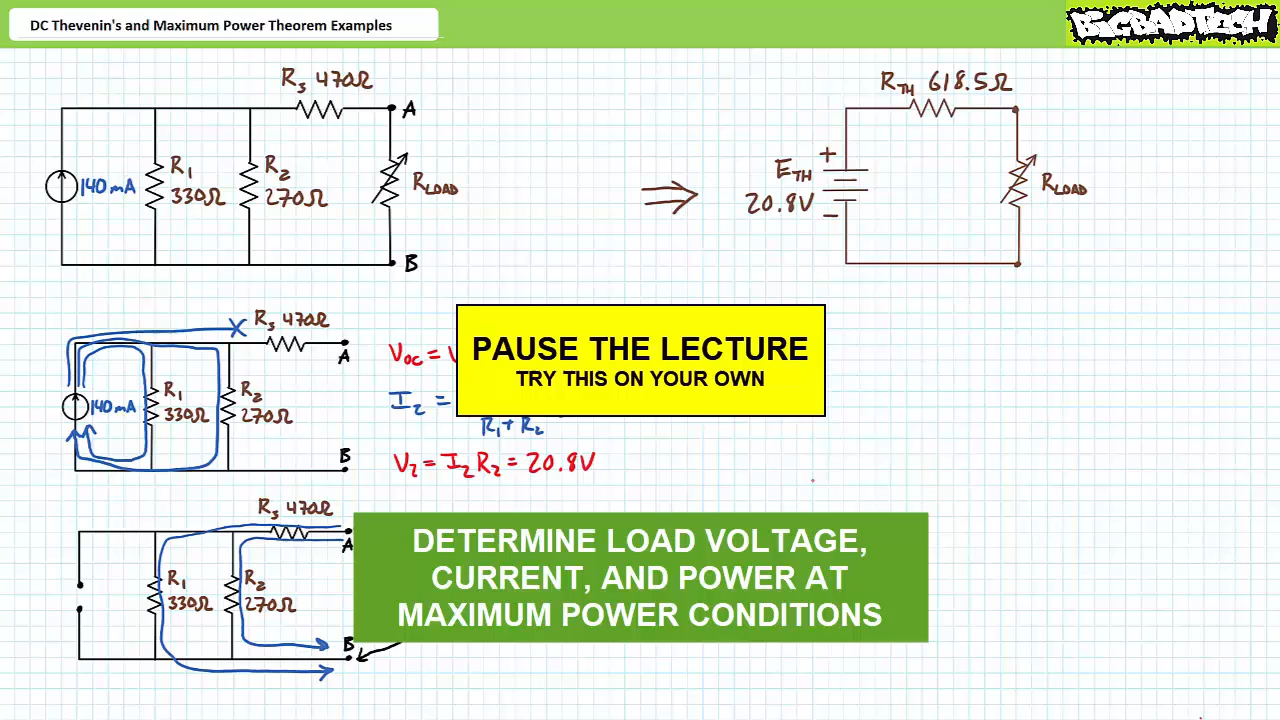 DC Thevenin's and Maximum Power Theorem Examples
BIGBADTECH
R3 470Ω
A
140mA
R1
330Ω
R2
270Ω
RLOAD
B
RTH 618.5Ω
+
ETH
20.8V
−
RLOAD
R3 470Ω
A
140mA
R1
330Ω
R2
270Ω
B
VOC = V
I2 =
R1 + R2
V2 = I2 R2 = 20.8V
PAUSE THE LECTURE
TRY THIS ON YOUR OWN
R3 470Ω
A
R1
330Ω
R2
270Ω
B
DETERMINE LOAD VOLTAGE,
CURRENT, AND POWER AT
MAXIMUM POWER CONDITIONS